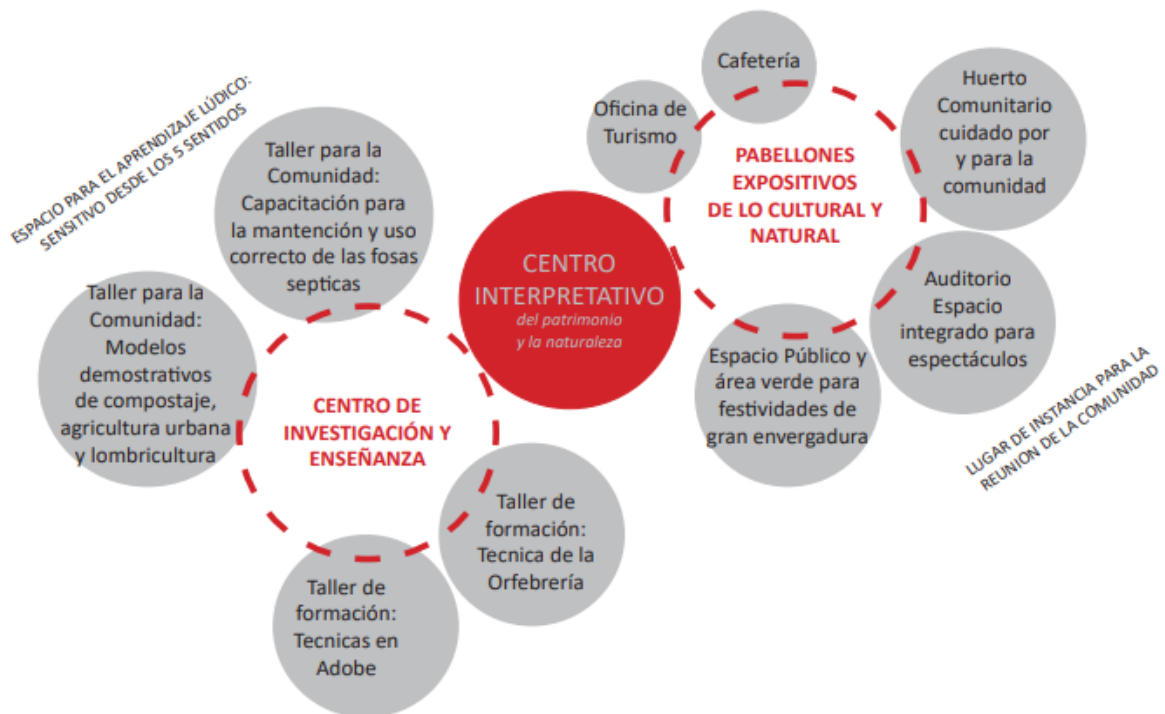 ESPACIO PARA EL APRENDIZAJE LÚDICO:
SENSITIVO DESDE LOS 5 SENTIDOS
Taller para la
Comunidad:
Capacitación para
la mantención y uso
correcto de las fosas
septicas
Taller para la
Comunidad:
Modelos
demostrativos
de compostaje,
agricultura urbana
y lombricultura
CENTRO DE
INVESTIGACIÓN Y
ENSEÑANZA
Taller de
formación:
Tecnica de la
Orfebrería
Taller de
formación:
Tecnicas en
Adobe
CENTRO
INTERPRETATIVO
del patrimonio
y la naturaleza
Oficina de
Turismo
Cafetería
PABELLONES
EXPOSITIVOS
DE LO CULTURAL Y
NATURAL
Huerto
Comunitario
cuidado por
y para la
comunidad
Auditorio
Espacio
integrado para
espectáculos
Espacio Público y
área verde para
festividades de
gran envergadura
LUGAR DE INSTANCIA PARA LA
REUNION DE LA COMUNIDAD